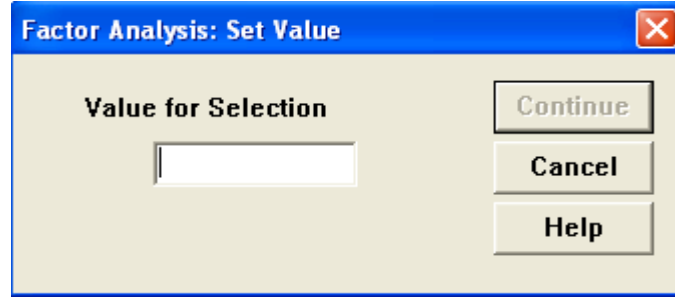 Factor Analysis: Set Value
Value for Selection
Continue
Cancel
Help